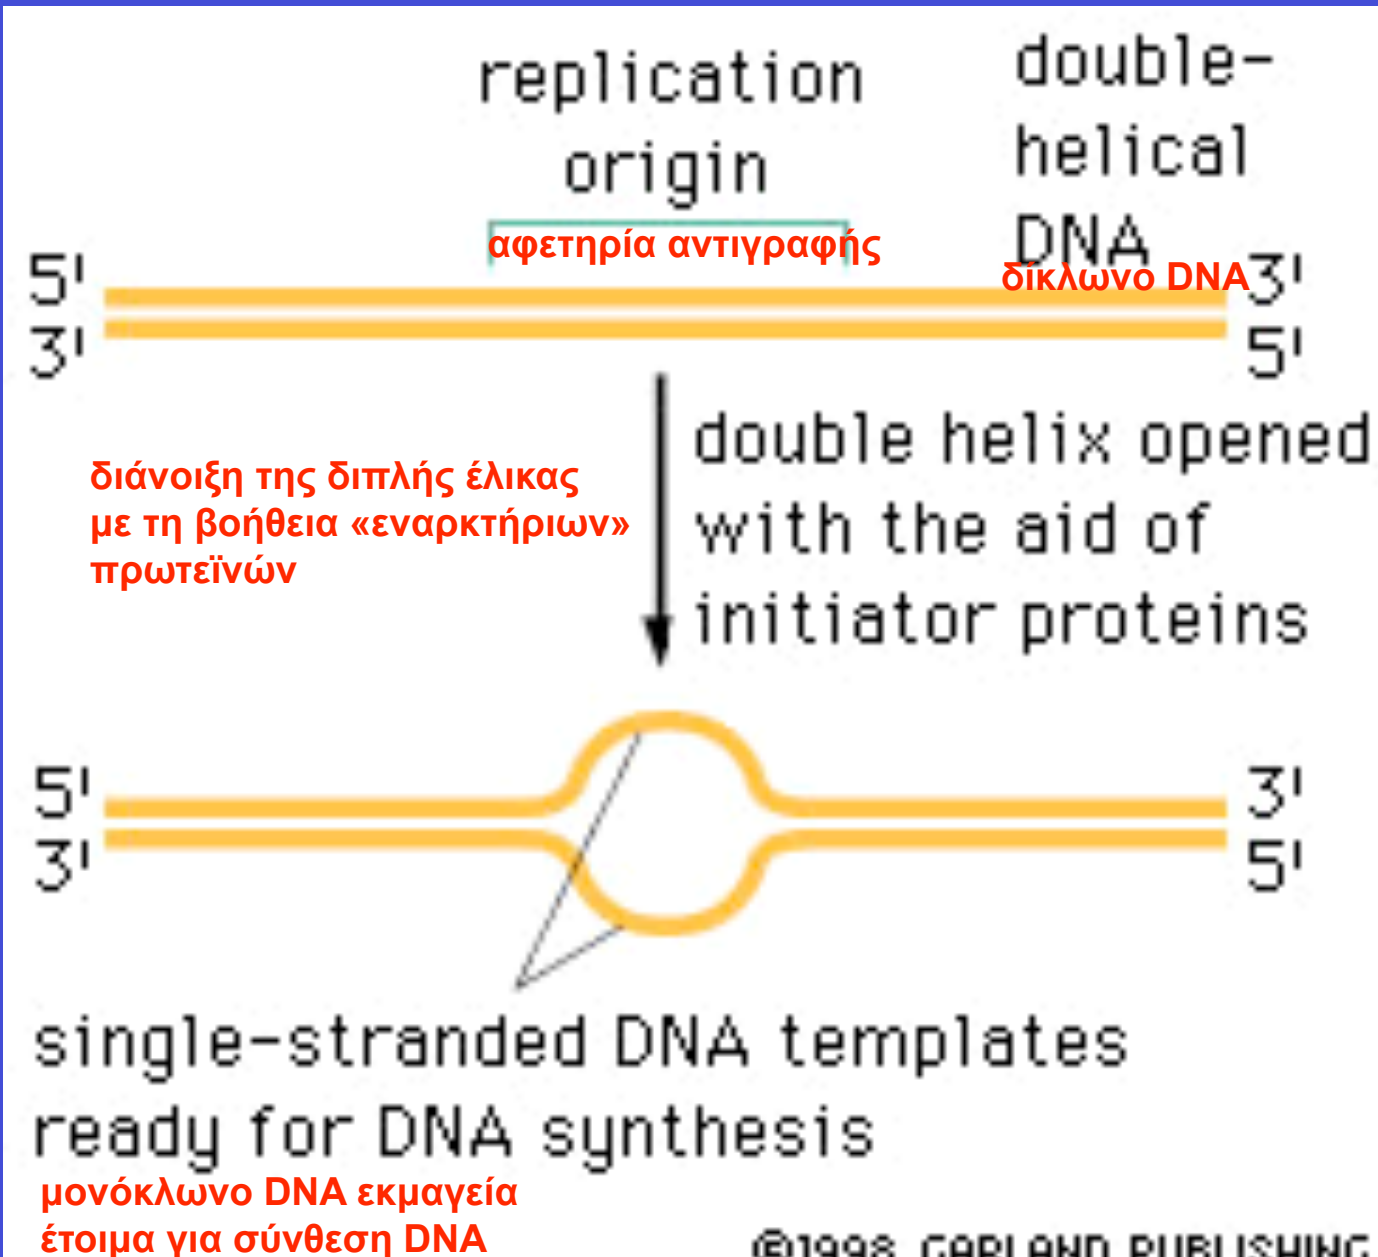 replication
origin
αφετηρία αντιγραφής
double-
helical
DNA
δίκλωνο DNA
5' 3'
3' 5'
διάνοιξη της διπλής έλικας
με τη βοήθεια «εναρκτήριων»
πρωτεϊνών
double helix opened
with the aid of
initiator proteins
5' 3'
3' 5'
single-stranded DNA templates
ready for DNA synthesis
μονόκλωνο DNA εκμαγεία
έτοιμα για σύνθεση DNA
©1998 GARLAND PUBLISHING